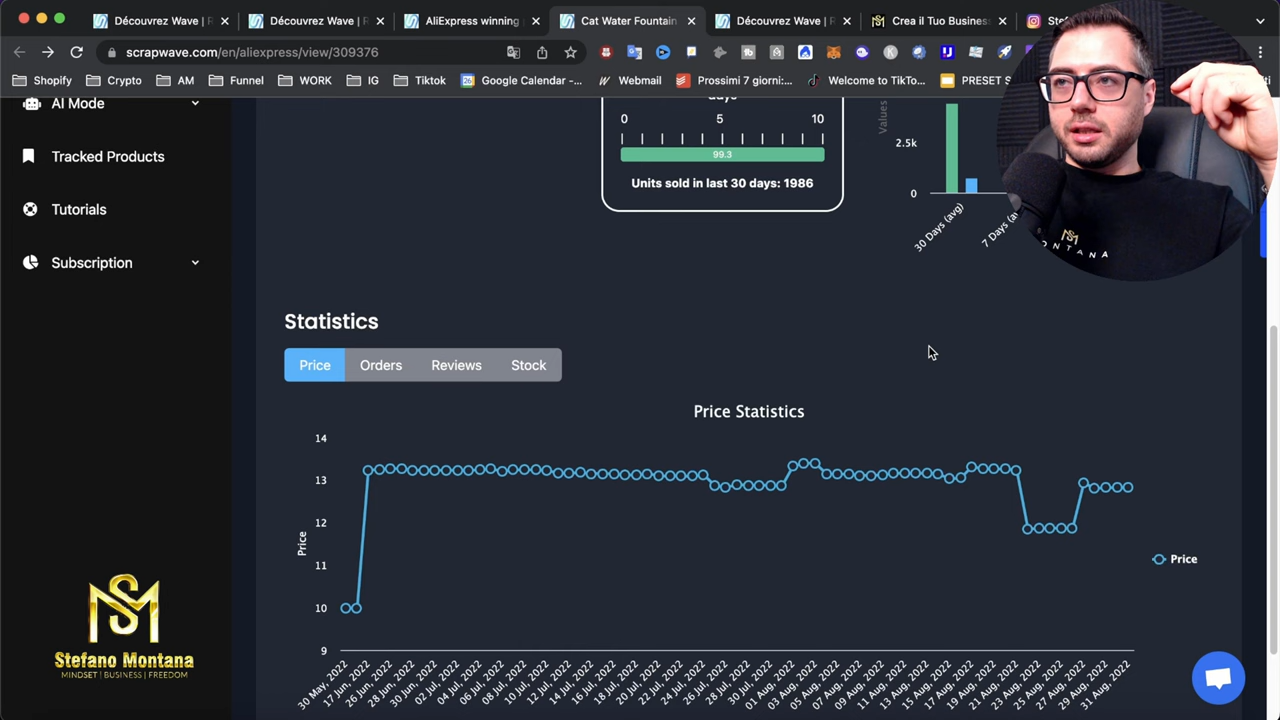 Découvrez Wave | R
Découvrez Wave | R
AliExpress winning
Cat Water Fountain
Découvrez Wave | R
Crea il Tuo Business
scrapwave.com/en/aliexpress/view/309376
Shopify
Crypto
AM
Funnel
WORK
IG
Tiktok
Google Calendar -...
Webmail
Prossimi 7 giorni:...
Welcome to TikTo...
PRESET S
AI Mode
Tracked Products
Tutorials
Subscription
days
0 5 10
99.3
Units sold in last 30 days: 1986
Values
2.5k
0
30 Days (avg)
Statistics
Price Orders Reviews Stock
Price Statistics
14
13
12
11
10
9
Price
Price
30 May. 2022
17 Jun. 2022
26 Jun. 2022
28 Jun. 2022
30 Jun. 2022
02 Jul. 2022
04 Jul. 2022
06 Jul. 2022
08 Jul. 2022
10 Jul. 2022
12 Jul. 2022
14 Jul. 2022
16 Jul. 2022
18 Jul. 2022
20 Jul. 2022
22 Jul. 2022
24 Jul. 2022
26 Jul. 2022
28 Jul. 2022
30 Jul. 2022
01 Aug. 2022
03 Aug. 2022
05 Aug. 2022
07 Aug. 2022
09 Aug. 2022
11 Aug. 2022
13 Aug. 2022
15 Aug. 2022
17 Aug. 2022
19 Aug. 2022
21 Aug. 2022
23 Aug. 2022
25 Aug. 2022
27 Aug. 2022
29 Aug. 2022
31 Aug. 2022
SM
Stefano Montana
MINDSET | BUSINESS | FREEDOM